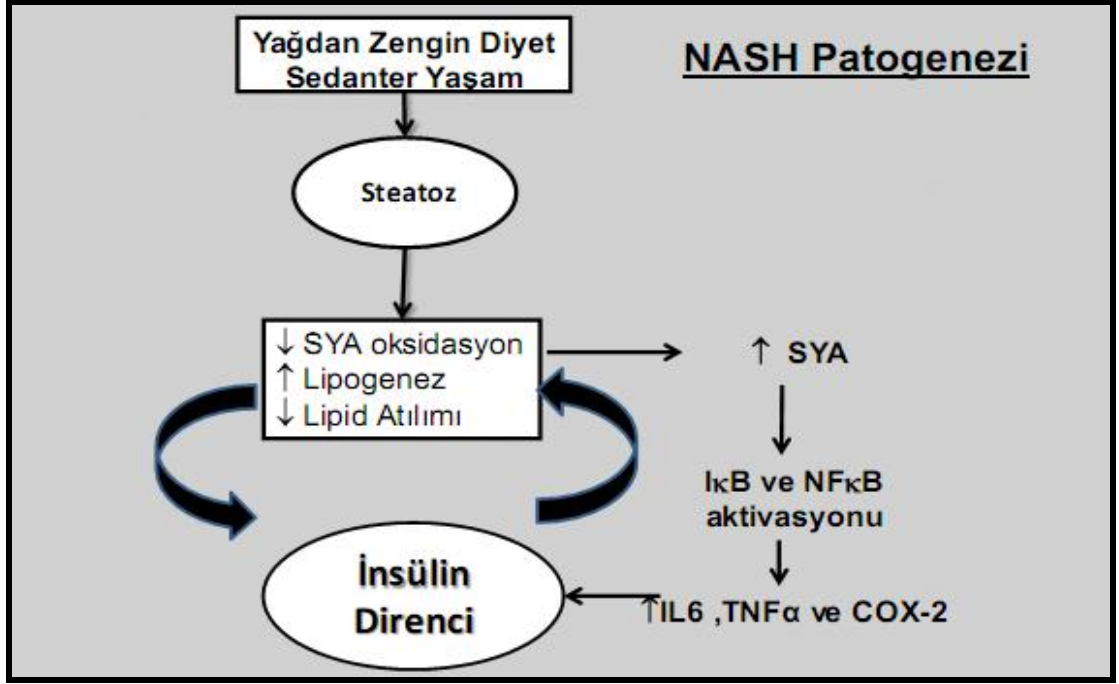 NASH Patogenezi
Yağdan Zengin Diyet
Sedanter Yaşam
Steatoz
↓ SYA oksidasyon
↑ Lipogenez
↓ Lipid Atılımı
↑ SYA
IκB ve NFκB
aktivasyonu
↑IL6 ,TNFα ve COX-2
İnsülin
Direnci